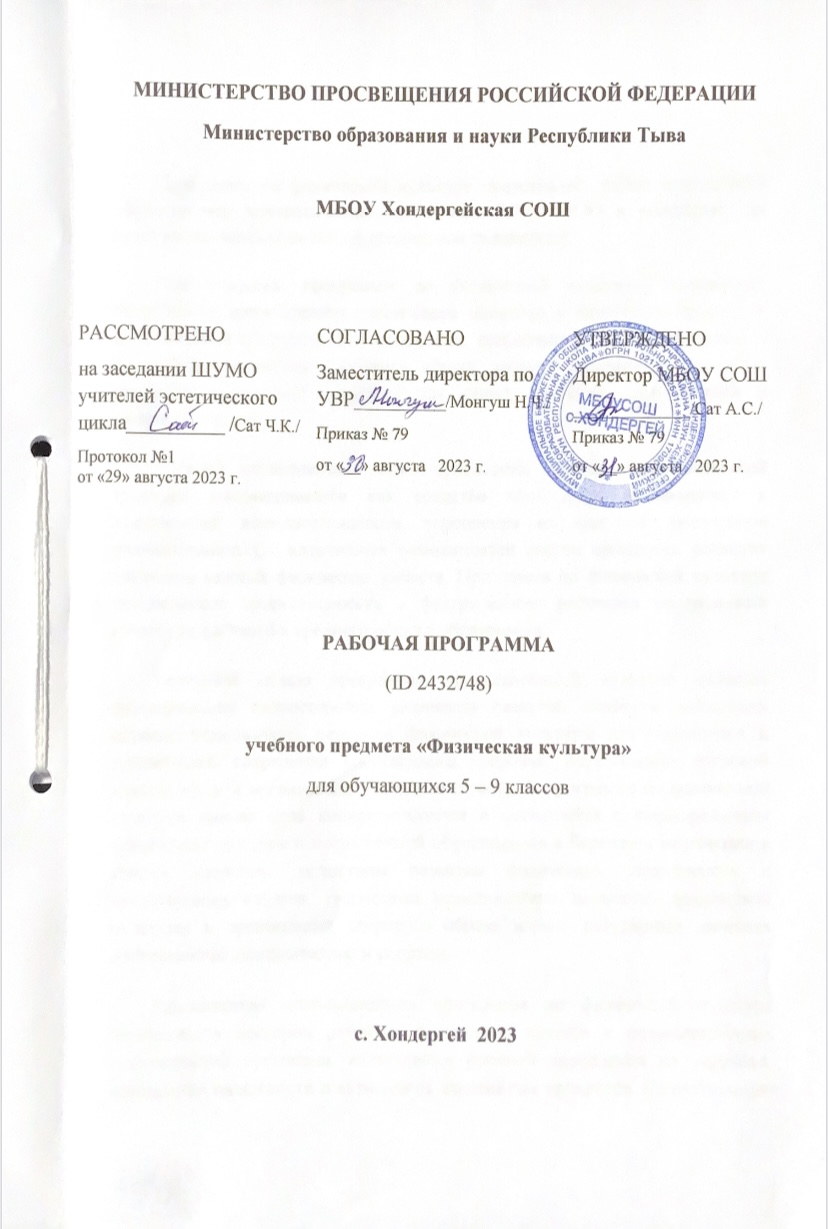 МИНИСТЕРСТВО ПРОСВЕЩЕНИЯ РОССИЙСКОЙ ФЕДЕРАЦИИ
Министерство образования и науки Республики Тыва
МБОУ Хондергейская СОШ
РАССМОТРЕНО
на заседании ШУМО
учителей эстетического
цикла /Сат Ч.К./
Протокол №1
от «29» августа 2023 г.
СОГЛАСОВАНО
Заместитель директора по
УВР /Монгуш Н.Ч./
Приказ № 79
от «30» августа 2023 г.
УТВЕРЖДЕНО
Директор МБОУ СОШ
/Сат А.С./
Приказ № 79
от «31» августа 2023 г.
МБОУСОШ
с.ХОНДЕРГЕЙ
РАБОЧАЯ ПРОГРАММА
(ID 2432748)
учебного предмета «Физическая культура»
для обучающихся 5 – 9 классов
с. Хондергей 2023